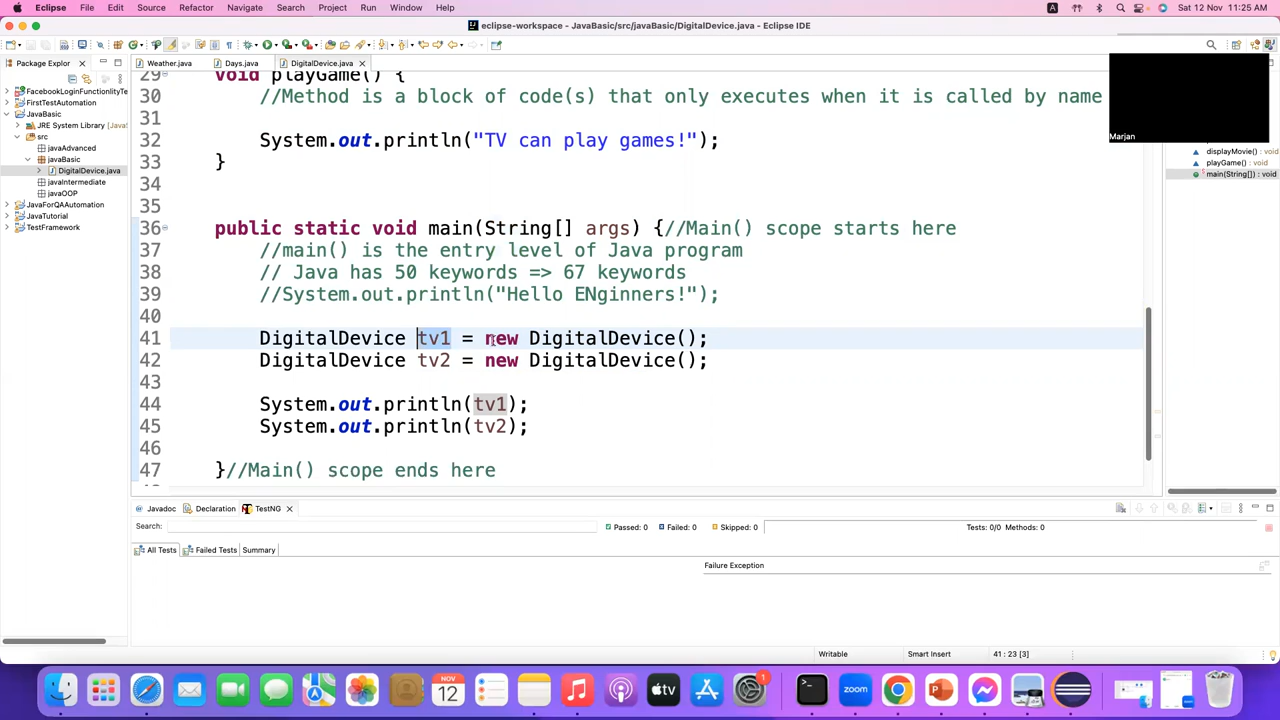 Eclipse File Edit Source Refactor Navigate Search Project Run Window Help
A Sat 12 Nov 11:25 AM
eclipse-workspace - JavaBasic/src/javaBasic/DigitalDevice.java - Eclipse IDE
Package Explorer
Weather.java
Days.java
DigitalDevice.java
FacebookLoginFunctionlityTe
FirstTestAutomation
JavaBasic
JRE System Library [JavaS
src
javaAdvanced
javaBasic
DigitalDevice.java
javaIntermediate
javaOOP
JavaForQAAutomation
JavaTutorial
TestFramework
29 void playGame() {
30 //Method is a block of code(s) that only executes when it is called by name
31
32 System.out.println("TV can play games!");
33 }
34
35
36 public static void main(String[] args) {//Main() scope starts here
37 //main() is the entry level of Java program
38 // Java has 50 keywords => 67 keywords
39 //System.out.println("Hello ENginners!");
40
41 DigitalDevice tv1 = new DigitalDevice();
42 DigitalDevice tv2 = new DigitalDevice();
43
44 System.out.println(tv1);
45 System.out.println(tv2);
46
47 }//Main() scope ends here
Marjan
displayMovie() : void
playGame() : void
main(String[]) : void
Javadoc
Declaration
TestNG
Search:
Passed: 0
Failed: 0
Skipped: 0
Tests: 0/0 Methods: 0
All Tests
Failed Tests
Summary
Failure Exception
Writable
Smart Insert
41 : 23 [3]
NOV
12
tv
1
zoom